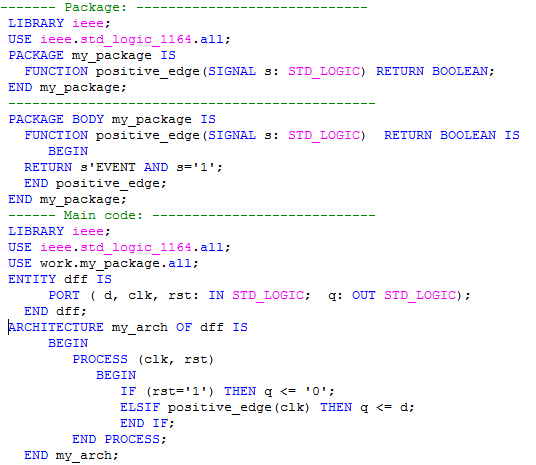 ------- Package: -----------------------------
LIBRARY ieee;
USE ieee.std_logic_1164.all;
PACKAGE my_package IS
FUNCTION positive_edge(SIGNAL s: STD_LOGIC) RETURN BOOLEAN;
END my_package;
----------------------------------------------
PACKAGE BODY my_package IS
FUNCTION positive_edge(SIGNAL s: STD_LOGIC)  RETURN BOOLEAN IS
BEGIN
RETURN s'EVENT AND s='1';
END positive_edge;
END my_package;
------ Main code: ----------------------------
LIBRARY ieee;
USE ieee.std_logic_1164.all;
USE work.my_package.all;
ENTITY dff IS
PORT ( d, clk, rst: IN STD_LOGIC;  q: OUT STD_LOGIC);
END dff;
ARCHITECTURE my_arch OF dff IS
BEGIN
PROCESS (clk, rst)
BEGIN
IF (rst='1') THEN q <= '0';
ELSIF positive_edge(clk) THEN q <= d;
END IF;
END PROCESS;
END my_arch;